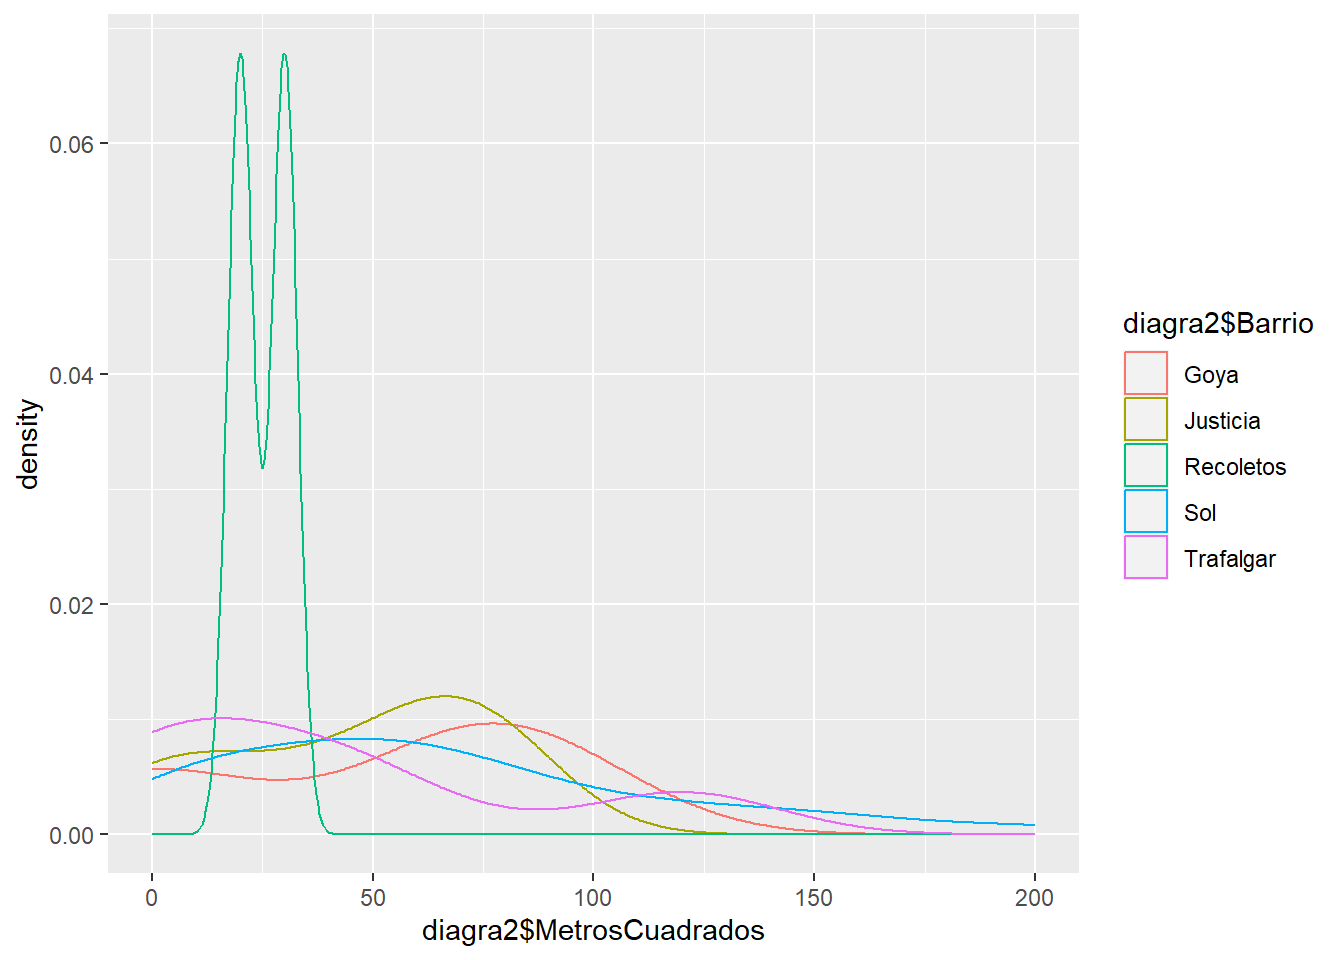 0.06
0.04
0.02
0.00
density
0
50
100
150
200
diagra2$MetrosCuadrados
diagra2$Barrio
Goya
Justicia
Recoletos
Sol
Trafalgar